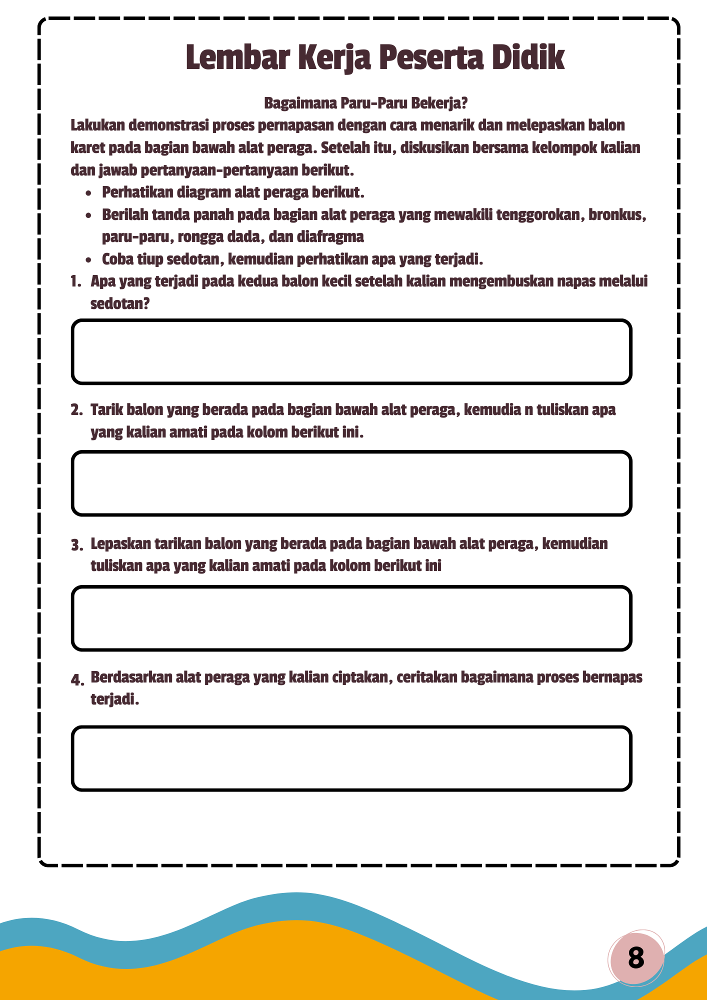 Lembar Kerja Peserta Didik
Bagaimana Paru-Paru Bekerja?
Lakukan demonstrasi proses pernapasan dengan cara menarik dan melepaskan balon
karet pada bagian bawah alat peraga. Setelah itu, diskusikan bersama kelompok kalian
dan jawab pertanyaan-pertanyaan berikut.
• Perhatikan diagram alat peraga berikut.
• Berilah tanda panah pada bagian alat peraga yang mewakili tenggorokan, bronkus,
paru-paru, rongga dada, dan diafragma
• Coba tiup sedotan, kemudian perhatikan apa yang terjadi.
1. Apa yang terjadi pada kedua balon kecil setelah kalian mengembuskan napas melalui
sedotan?
2. Tarik balon yang berada pada bagian bawah alat peraga, kemudia n tuliskan apa
yang kalian amati pada kolom berikut ini.
3. Lepaskan tarikan balon yang berada pada bagian bawah alat peraga, kemudian
tuliskan apa yang kalian amati pada kolom berikut ini
4. Berdasarkan alat peraga yang kalian ciptakan, ceritakan bagaimana proses bernapas
terjadi.
8